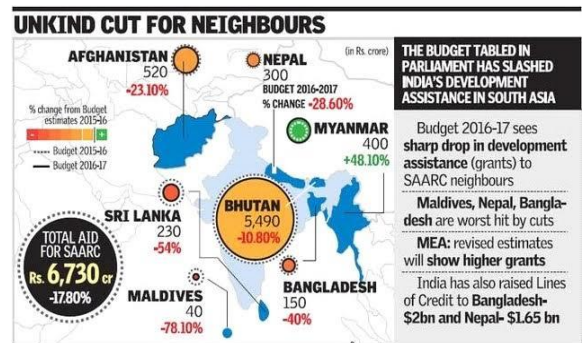 UNKIND CUT FOR NEIGHBOURS
AFGHANISTAN
520
-23.10%
NEPAL
300
BUDGET 2016-2017
% CHANGE -28.60%
(in Rs. crore)
% change from Budget
estimates 2015-16
- +
Budget 2015-16
Budget 2016-17
MYANMAR
400
+48.10%
SRI LANKA
230
-54%
BHUTAN
5,490
-10.80%
TOTAL AID
FOR SAARC
Rs. 6,730 cr
-17.80%
MALDIVES
40
-78.10%
BANGLADESH
150
-40%
THE BUDGET TABLED IN
PARLIAMENT HAS SLASHED
INDIA'S DEVELOPMENT
ASSISTANCE IN SOUTH ASIA
Budget 2016-17 sees
sharp drop in development
assistance (grants) to
SAARC neighbours
Maldives, Nepal, Bangla-
desh are worst hit by cuts
MEA: revised estimates
will show higher grants
India has also raised Lines
of Credit to Bangladesh-
$2bn and Nepal- $1.65 bn